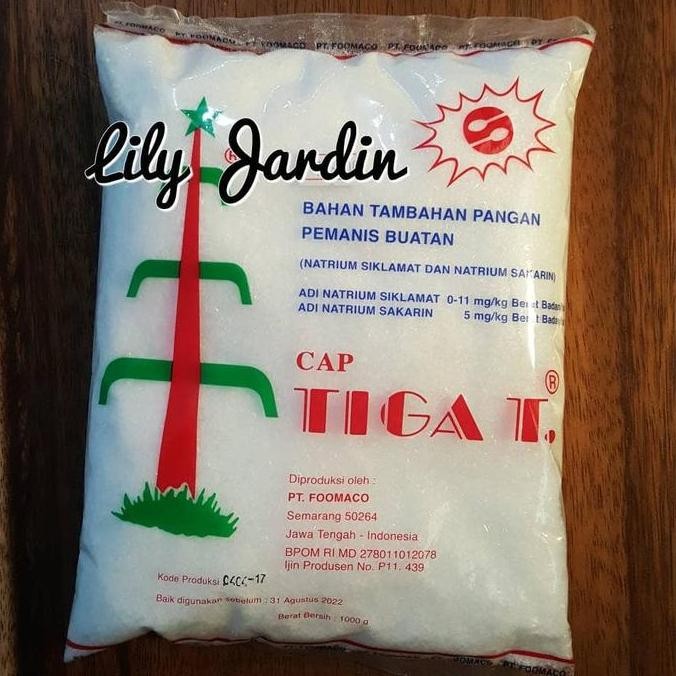 PT. FOOMACO PT. FOOMACO PT. FOOMACO
Lily Jardin
S
BAHAN TAMBAHAN PANGAN
PEMANIS BUATAN
(NATRIUM SIKLAMAT DAN NATRIUM SAKARIN)
ADI NATRIUM SIKLAMAT 0-11 mg/kg Berat Badan
ADI NATRIUM SAKARIN 5 mg/kg Berat Badan
CAP
TIGA T.®
Diproduksi oleh :
PT. FOOMACO
Semarang 50264
Jawa Tengah - Indonesia
BPOM RI MD 278011012078
Ijin Produsen No. P11. 439
Kode Produksi
Baik digunakan sebelum : 31 Agustus 2022
Berat Bersih : 1000 g
PT. FOOMACO